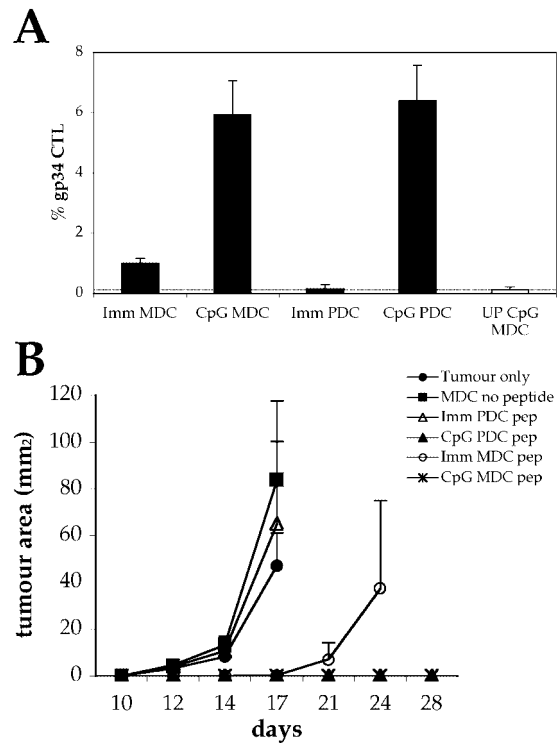 A
8
6
4
2
0
% gp34 CTL
Imm MDC
CpG MDC
Imm PDC
CpG PDC
UP CpG
MDC
B
120
100
80
60
40
20
0
tumour area (mm2)
Tumour only
MDC no peptide
Imm PDC pep
CpG PDC pep
Imm MDC pep
CpG MDC pep
10 12 14 17 21 24 28
days